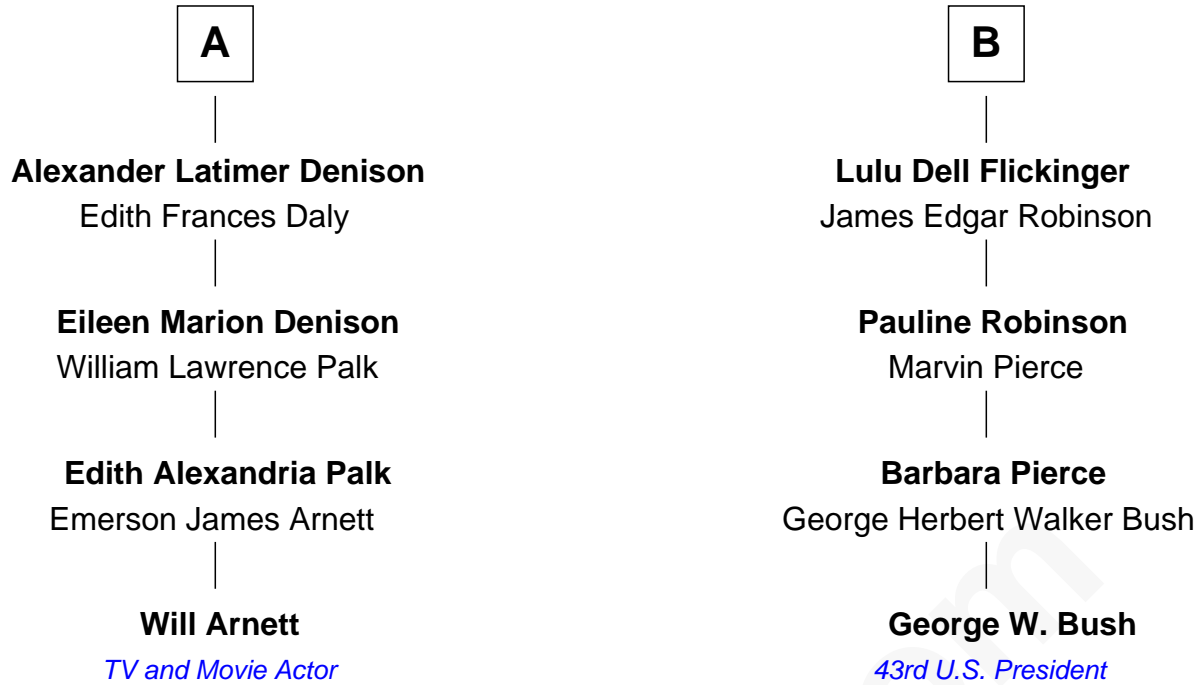 A
Alexander Latimer Denison
Edith Frances Daly
Eileen Marion Denison
William Lawrence Palk
Edith Alexandria Palk
Emerson James Arnett
Will Arnett
TV and Movie Actor
B
Lulu Dell Flickinger
James Edgar Robinson
Pauline Robinson
Marvin Pierce
Barbara Pierce
George Herbert Walker Bush
George W. Bush
43rd U.S. President